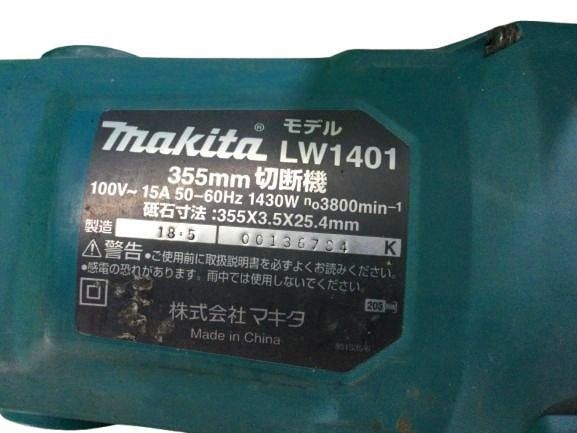 makita® モデル LW1401
355mm 切断機
100V~ 15A 50-60Hz 1430W n₀3800min⁻¹
砥石寸法:355X3.5X25.4mm
製造 18・5 K
⚠警告 ●ご使用前に取扱説明書を必ずよくお読みください。
●感電の恐れがあります。雨中では使用しないでください。
株式会社マキタ
Made in China